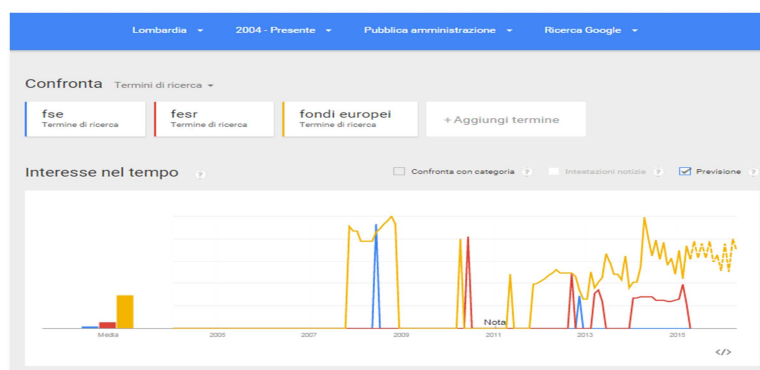 Lombardia 2004 - Presente Pubblica amministrazione Ricerca Google
Confronta Termini di ricerca
fse fesr fondi europei +Aggiungi termine
Termine di ricerca Termine di ricerca Termine di ricerca
Interesse nel tempo ? Confronta con categoria ? Intestazioni notizie ? Previsione ?
Nota
Media 2005 2007 2009 2011 2013 2015
</>